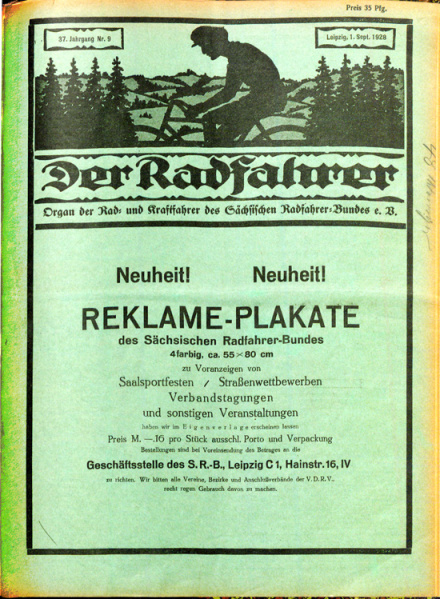 Preis 35 Pfg.
37. Jahrgang Nr. 9
Leipzig, 1. Sept. 1928
Der Radfahrer
Organ der Rad- und Kraftfahrer des Sächsischen Radfahrer-Bundes e. V.
Neuheit! Neuheit!
REKLAME-PLAKATE
des Sächsischen Radfahrer-Bundes
4farbig, ca. 55×80 cm
zu Voranzeigen von
Saalsportfesten / Straßenwettbewerben
Verbandstagungen
und sonstigen Veranstaltungen
haben wir im Eigenverlage erscheinen lassen
Preis M. —.16 pro Stück ausschl. Porto und Verpackung
Bestellungen sind bei Voreinsendung des Betrages an die
Geschäftsstelle des S.R.-B., Leipzig C1, Hainstr. 16, IV
zu richten. Wir bitten alle Vereine, Bezirke und Anschlußverbände der V.D.R.V.,
recht regen Gebrauch davon zu machen.